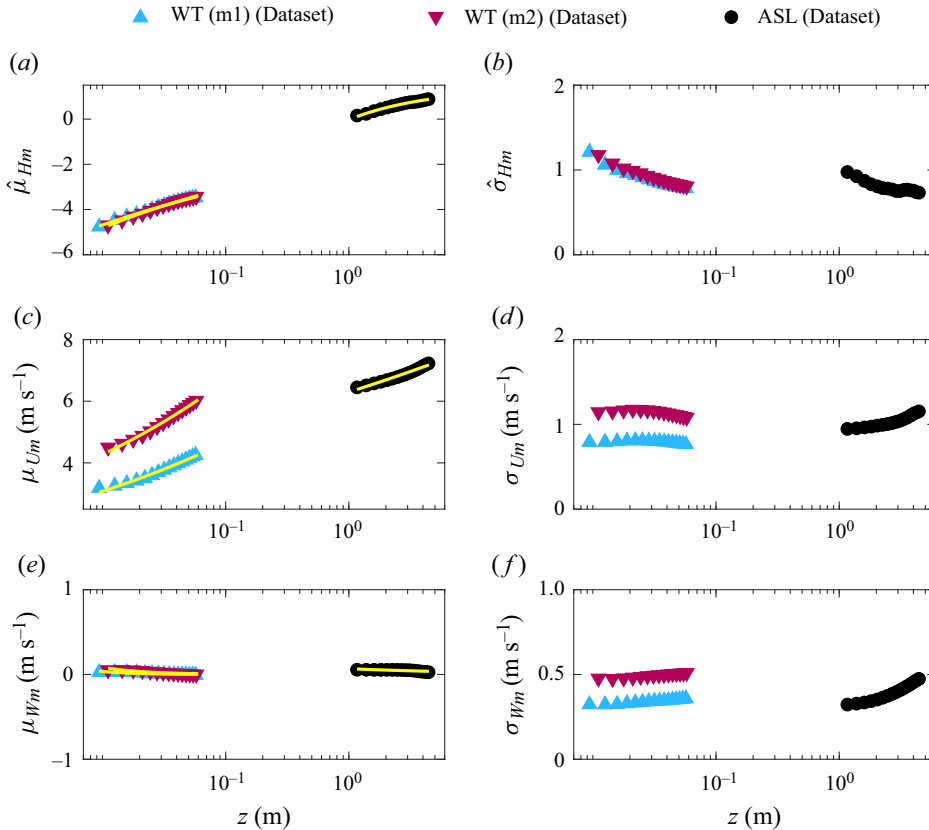 WT (m1) (Dataset) WT (m2) (Dataset) ASL (Dataset)
(a) (b)
0 −2 −4 −6
μ̂Hm
10⁻¹ 10⁰
2 1 0
σ̂Hm
10⁻¹ 10⁰
(c) (d)
8 6 4
μUm (m s⁻¹)
10⁻¹ 10⁰
2 1 0
σUm (m s⁻¹)
10⁻¹ 10⁰
(e) (f)
1 0 −1
μWm (m s⁻¹)
10⁻¹ 10⁰
z (m)
1.0 0.5 0
σWm (m s⁻¹)
10⁻¹ 10⁰
z (m)